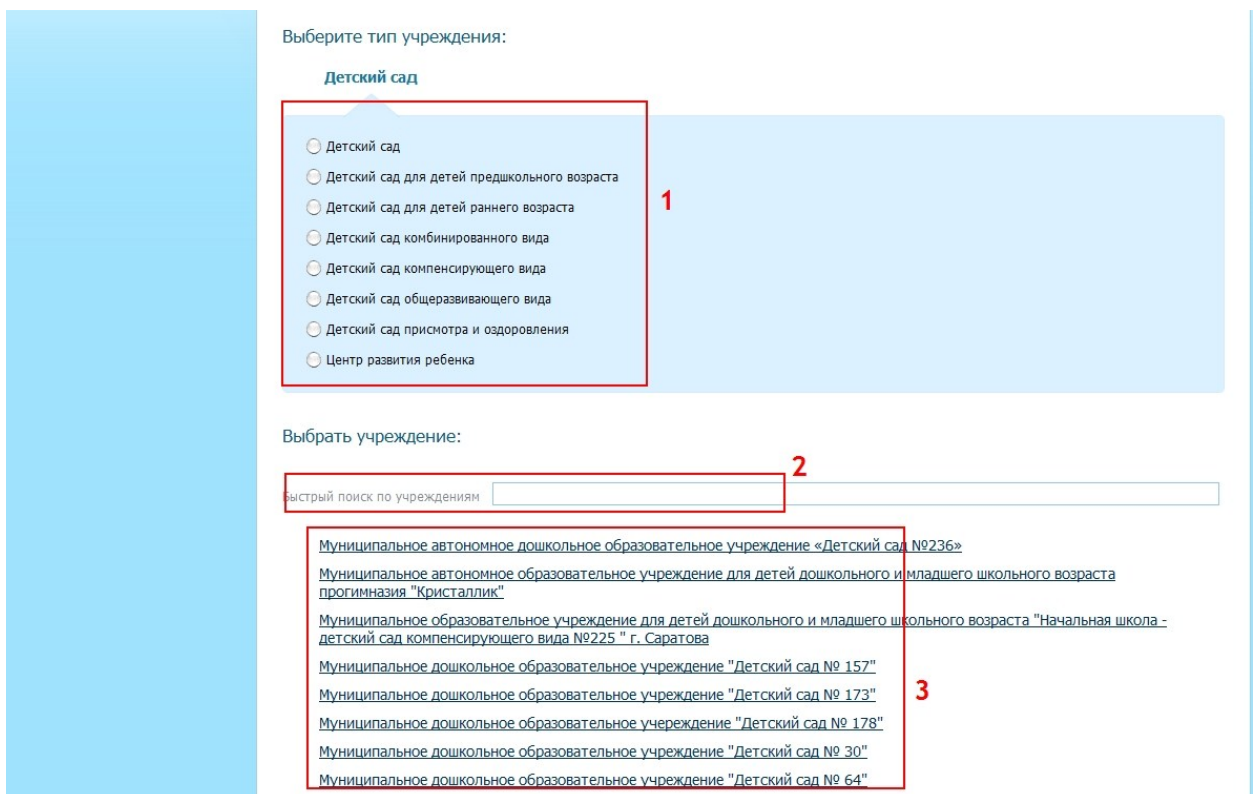 Выберите тип учреждения:
Детский сад
Детский сад
Детский сад для детей предшкольного возраста
Детский сад для детей раннего возраста
1
Детский сад комбинированного вида
Детский сад компенсирующего вида
Детский сад общеразвивающего вида
Детский сад присмотра и оздоровления
Центр развития ребенка
Выбрать учреждение:
2
Быстрый поиск по учреждениям
Муниципальное автономное дошкольное образовательное учреждение «Детский сад №236»
Муниципальное автономное образовательное учреждение для детей дошкольного и младшего школьного возраста
прогимназия "Кристаллик"
Муниципальное образовательное учреждение для детей дошкольного и младшего школьного возраста "Начальная школа -
детский сад компенсирующего вида №225 " г. Саратова
Муниципальное дошкольное образовательное учреждение "Детский сад № 157"
Муниципальное дошкольное образовательное учреждение "Детский сад № 173"
3
Муниципальное дошкольное образовательное учереждение "Детский сад № 178"
Муниципальное дошкольное образовательное учреждение "Детский сад № 30"
Муниципальное дошкольное образовательное учреждение "Детский сад № 64"